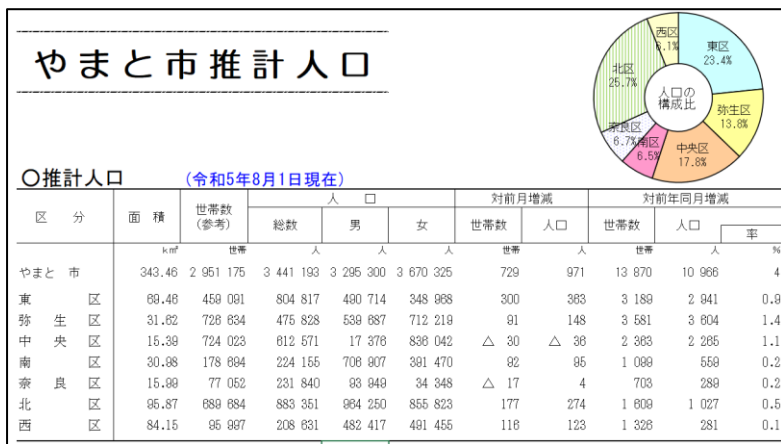 やまと市推計人口
西区
6.1%
東区
23.4%
北区
25.7%
人口の
構成比
弥生区
13.8%
奈良区
6.7%
南区
6.5%
中央区
17.8%
○推計人口 (令和5年8月1日現在)
区 分 面 積 世帯数 (参考) 人 口 対前月増減 対前年同月増減
総数 男 女 世帯数 人口 世帯数 人口 率
km² 世帯 人 人 人 世帯 人 世帯 人 %
やまと 市 343.46 2 951 175 3 441 193 3 295 300 3 670 325 729 971 13 870 10 966 4
東 区 69.46 459 091 804 817 490 714 348 968 300 363 3 189 2 941 0.9
弥 生 区 31.62 726 634 475 828 539 687 712 219 91 148 3 581 3 604 1.4
中 央 区 15.39 724 023 612 571 17 376 836 042 △ 30 △ 36 2 363 2 265 1.1
南 区 30.98 178 694 224 155 706 907 391 470 92 95 1 099 559 0.2
奈 良 区 15.99 77 052 231 840 93 949 34 348 △ 17 4 703 289 0.2
北 区 95.87 689 684 883 351 964 250 855 823 177 274 1 609 1 027 0.5
西 区 84.15 95 997 208 631 482 417 491 455 116 123 1 326 281 0.1